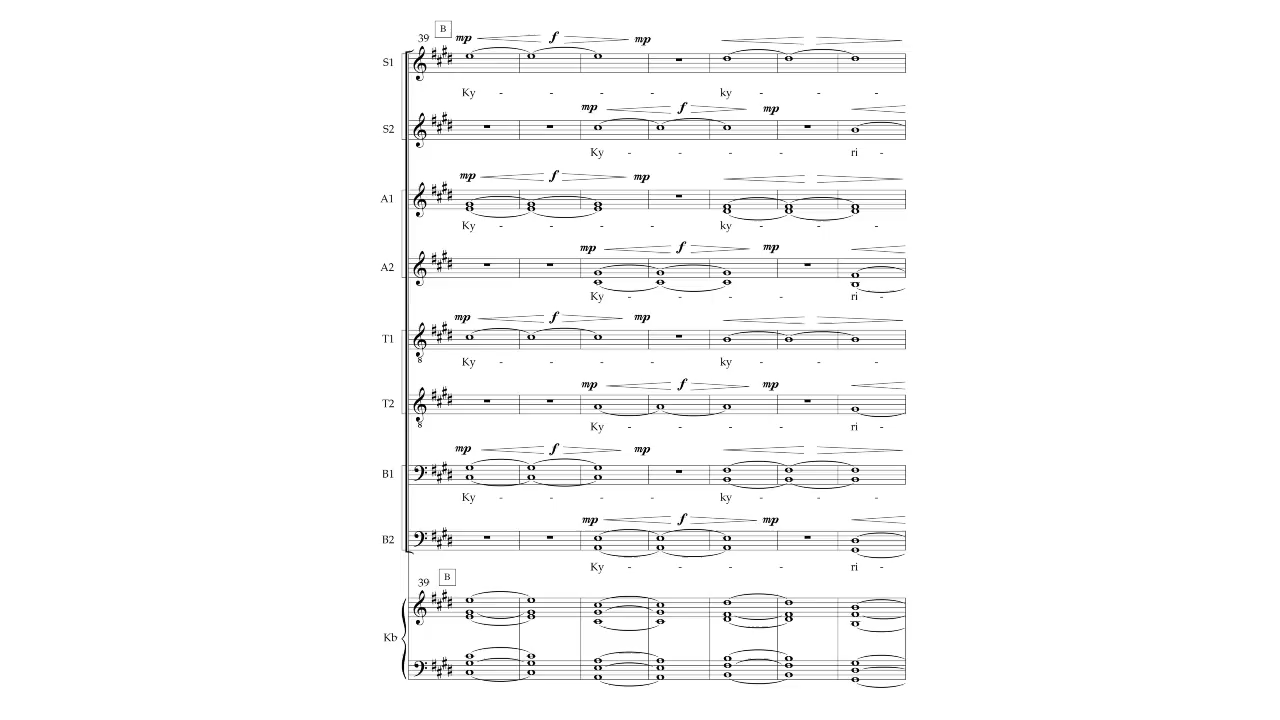 B
39 mp f mp
S1
Ky - - - - ky - - -
mp f mp
S2
Ky - - - ri -
mp f mp
A1
Ky - - - - ky - - -
mp f mp
A2
Ky - - - ri -
mp f mp
T1
8
Ky - - - - ky - - -
mp f mp
T2
8
Ky - - - ri -
mp f mp
B1
Ky - - - - ky - - -
mp f mp
B2
Ky - - - ri -
39 B
Kb